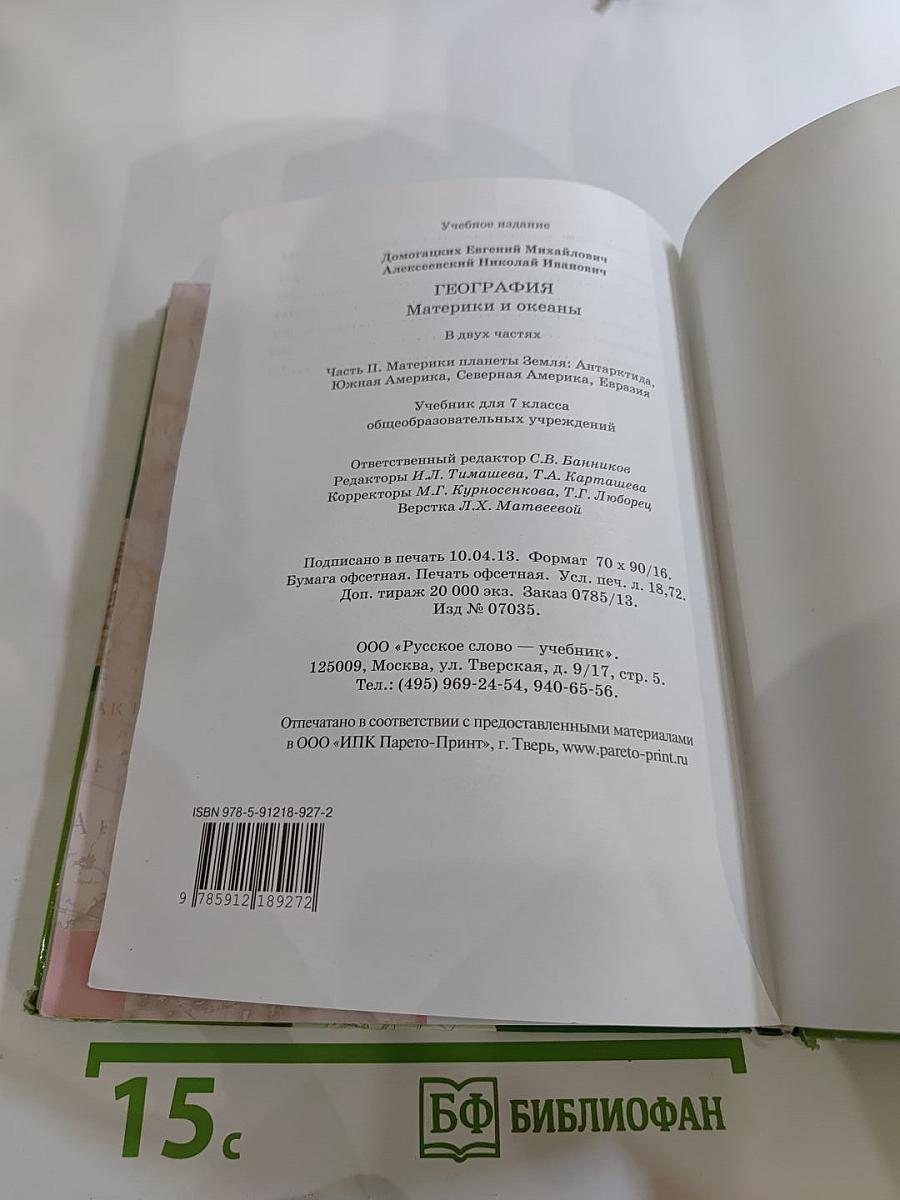 Учебное издание
Домогацких Евгений Михайлович
Алексеевский Николай Иванович
ГЕОГРАФИЯ
Материки и океаны
В двух частях
Часть II. Материки планеты Земля: Антарктида,
Южная Америка, Северная Америка, Евразия
Учебник для 7 класса
общеобразовательных учреждений
Ответственный редактор С.В. Банников
Редакторы И.Л. Тимашева, Т.А. Карташева
Корректоры М.Г. Курносенкова, Т.Г. Люборец
Верстка Л.Х. Матвеевой
Подписано в печать 10.04.13. Формат 70 х 90/16.
Бумага офсетная. Печать офсетная. Усл. печ. л. 18,72.
Доп. тираж 20 000 экз. Заказ 0785/13.
Изд № 07035.
ООО «Русское слово — учебник».
125009, Москва, ул. Тверская, д. 9/17, стр. 5.
Тел.: (495) 969-24-54, 940-65-56.
Отпечатано в соответствии с предоставленными материалами
в ООО «ИПК Парето-Принт», г. Тверь, www.pareto-print.ru
ISBN 978-5-91218-927-2
9 785912 189272
15 с
БФ БИБЛИОФАН